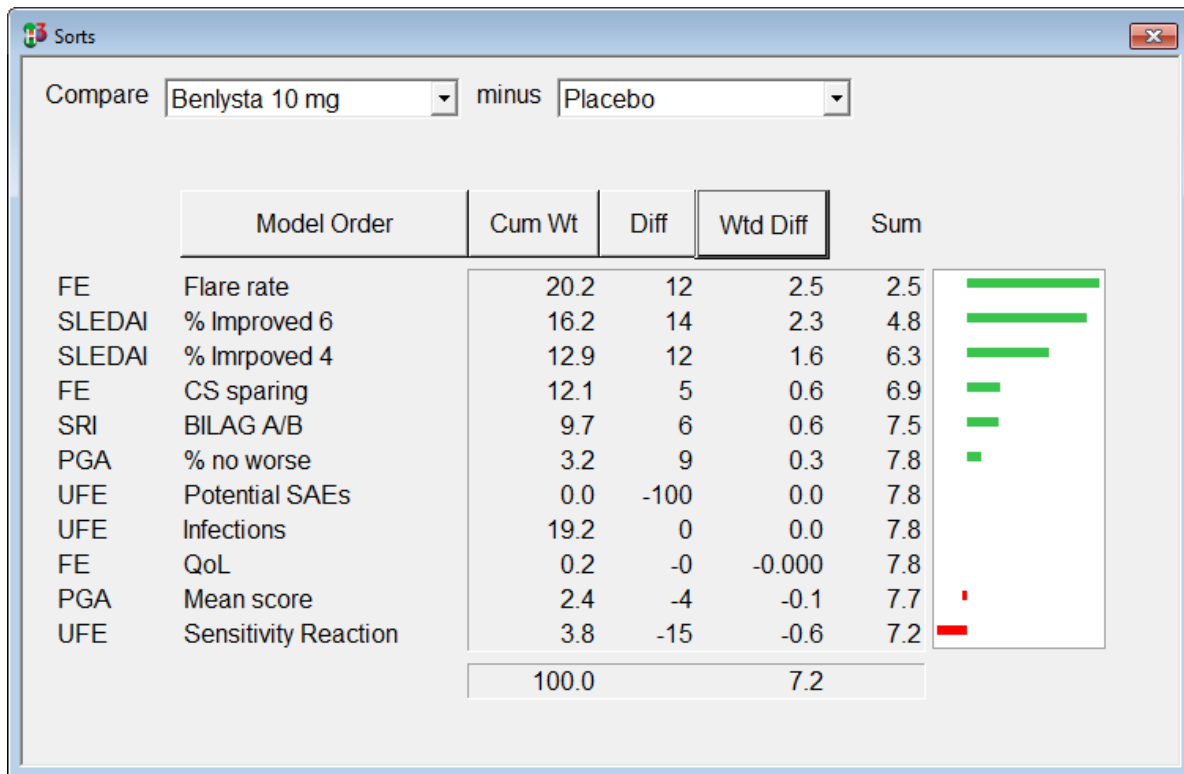 Sorts
Compare Benlysta 10 mg minus Placebo
Model Order Cum Wt Diff Wtd Diff Sum
FE Flare rate 20.2 12 2.5 2.5
SLEDAI % Improved 6 16.2 14 2.3 4.8
SLEDAI % Imrpoved 4 12.9 12 1.6 6.3
FE CS sparing 12.1 5 0.6 6.9
SRI BILAG A/B 9.7 6 0.6 7.5
PGA % no worse 3.2 9 0.3 7.8
UFE Potential SAEs 0.0 -100 0.0 7.8
UFE Infections 19.2 0 0.0 7.8
FE QoL 0.2 -0 -0.000 7.8
PGA Mean score 2.4 -4 -0.1 7.7
UFE Sensitivity Reaction 3.8 -15 -0.6 7.2
100.0 7.2